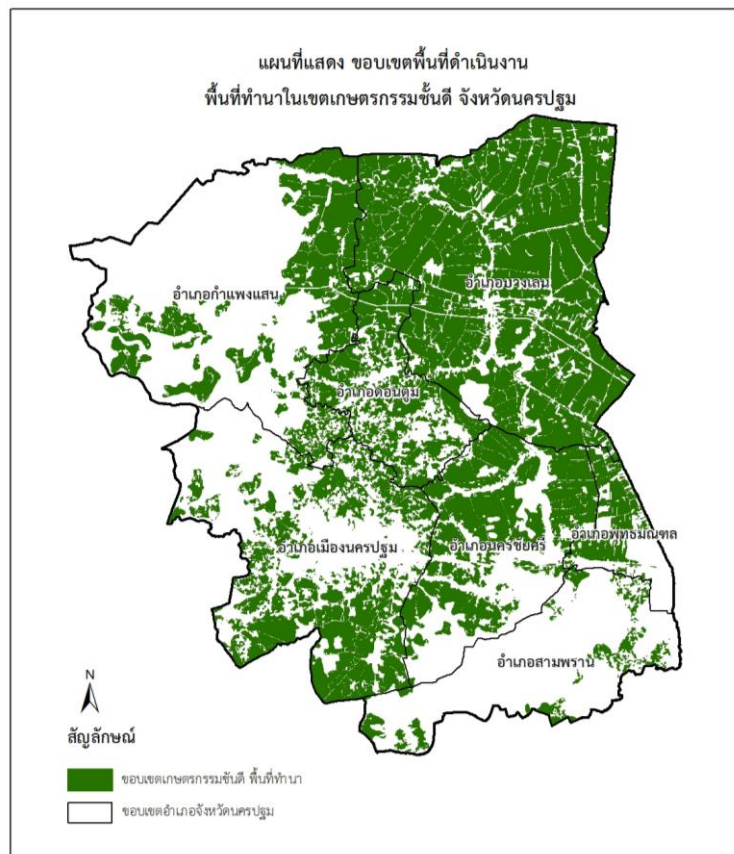 แผนที่แสดง ขอบเขตพื้นที่ดำเนินงาน
พื้นที่ทำนาในเขตเกษตรกรรมชั้นดี จังหวัดนครปฐม
อำเภอกำแพงแสน
อำเภอบางเลน
อำเภอดอนตูม
อำเภอเมืองนครปฐม
อำเภอนครชัยศรี
อำเภอพุทธมณฑล
อำเภอสามพราน
N
สัญลักษณ์
ขอบเขตเกษตรกรรมชั้นดี พื้นที่ทำนา
ขอบเขตอำเภอจังหวัดนครปฐม